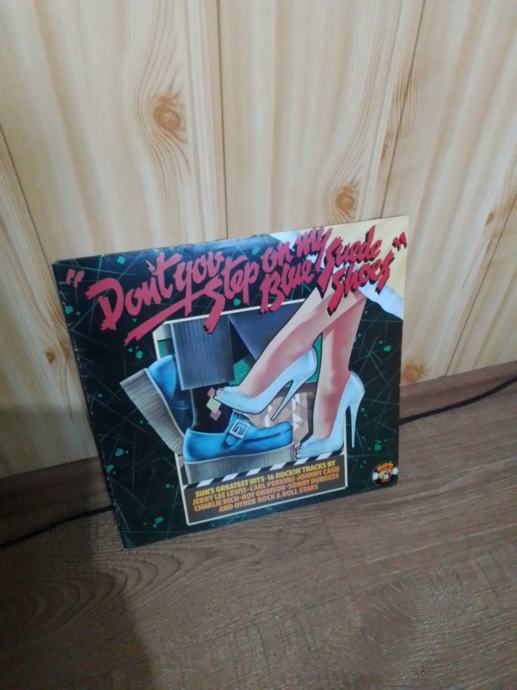 "Don't you
Step on my
Blue Suede
Shoes"
SUN'S GREATEST HITS·16 ROCKIN' TRACKS BY
JERRY LEE LEWIS·CARL PERKINS·JOHNNY CASH
CHARLIE RICH·ROY ORBISON·SONNY BURGESS
AND OTHER ROCK & ROLL STARS